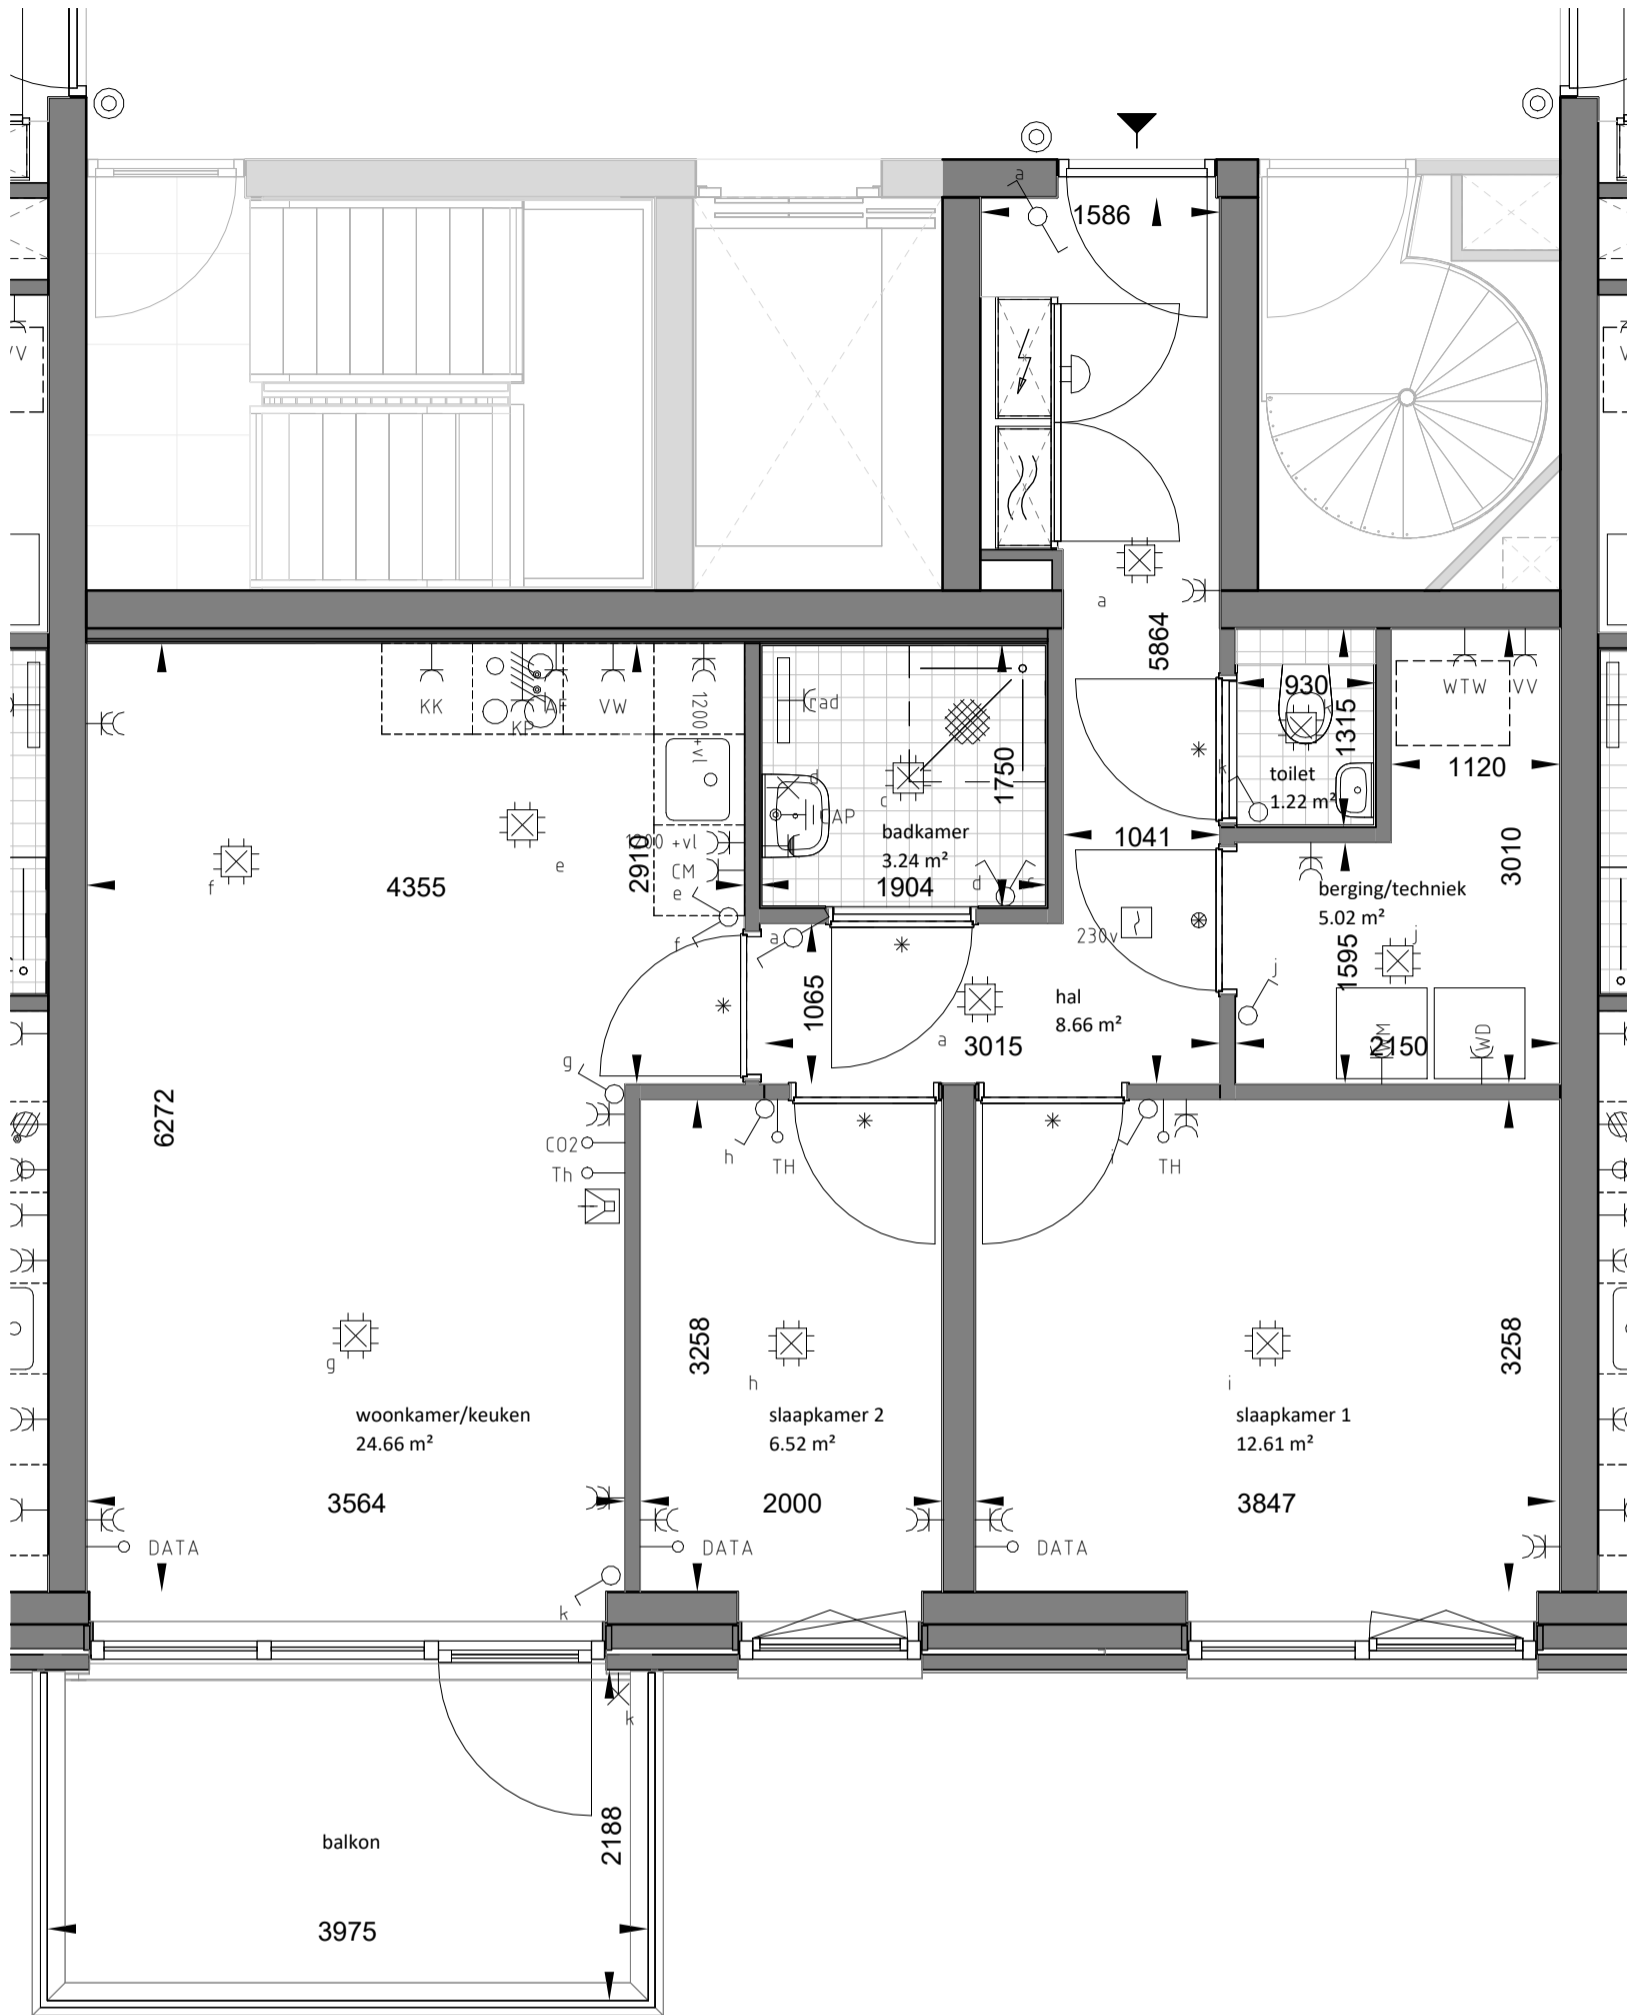 a
1586
5864
a
KK
KP
AF
VW
1200 +vl
rad
d
c
CAP
1750
badkamer
3.24 m²
1904
d
c
930
1315
k
toilet
1.22 m²
WTW
VV
1120
1041
3010
f
4355
e
2910
1200 +vl
CM
e
f
a
230v
berging/techniek
5.02 m²
1595
j
j
1065
hal
8.66 m²
a
3015
WM
2150
WD
g
6272
CO2
Th
h
TH
i
TH
g
3258
h
i
3258
woonkamer/keuken
24.66 m²
slaapkamer 2
6.52 m²
slaapkamer 1
12.61 m²
3564
2000
3847
DATA
DATA
DATA
k
k
2188
balkon
3975